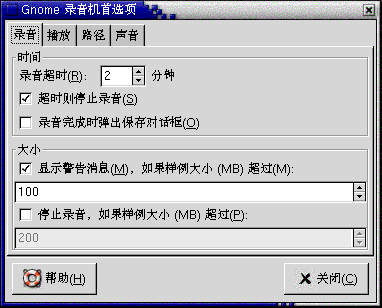 Gnome 录音机首选项
录音 播放 路径 声音
时间
录音超时(R): 2 分钟
超时则停止录音(S)
录音完成时弹出保存对话框(O)
大小
显示警告消息(M)，如果样例大小 (MB) 超过(M):
100
停止录音，如果样例大小 (MB) 超过(P):
200
帮助(H) 关闭(C)